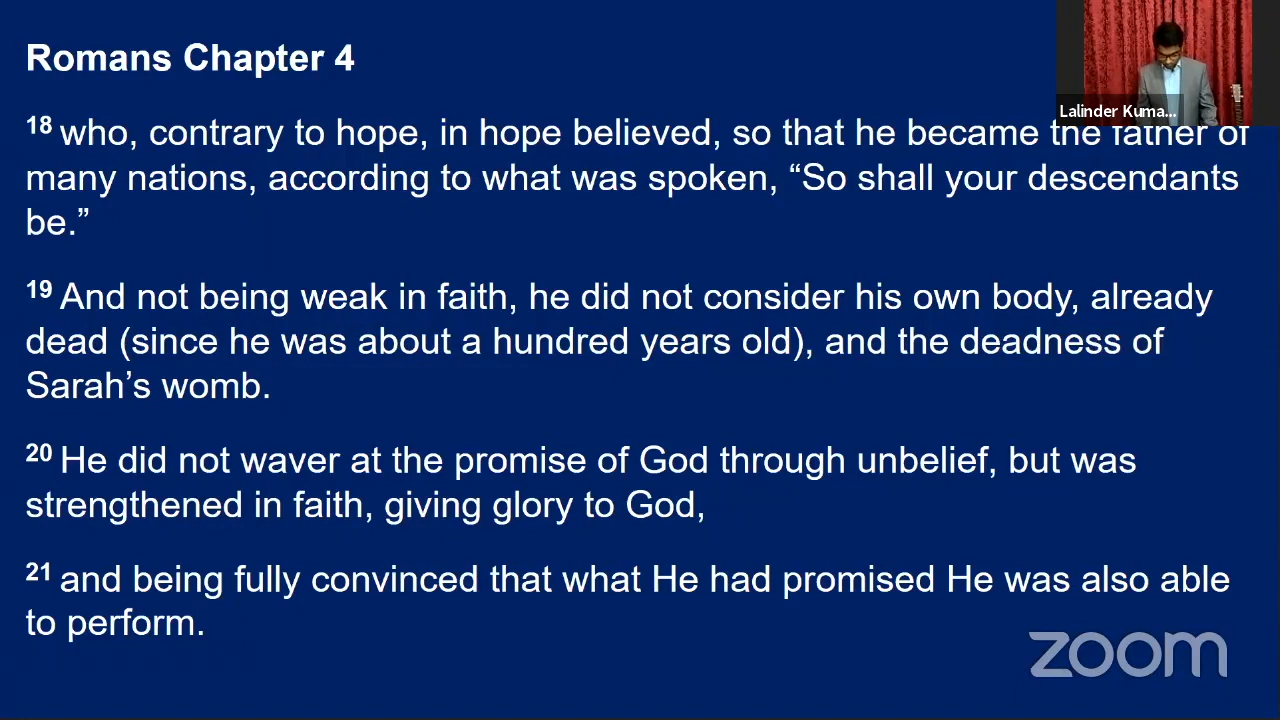 Romans Chapter 4
Lalinder Kuma...
18 who, contrary to hope, in hope believed, so that he became the father of
many nations, according to what was spoken, “So shall your descendants
be.”
19 And not being weak in faith, he did not consider his own body, already
dead (since he was about a hundred years old), and the deadness of
Sarah’s womb.
20 He did not waver at the promise of God through unbelief, but was
strengthened in faith, giving glory to God,
21 and being fully convinced that what He had promised He was also able
to perform.
zoom